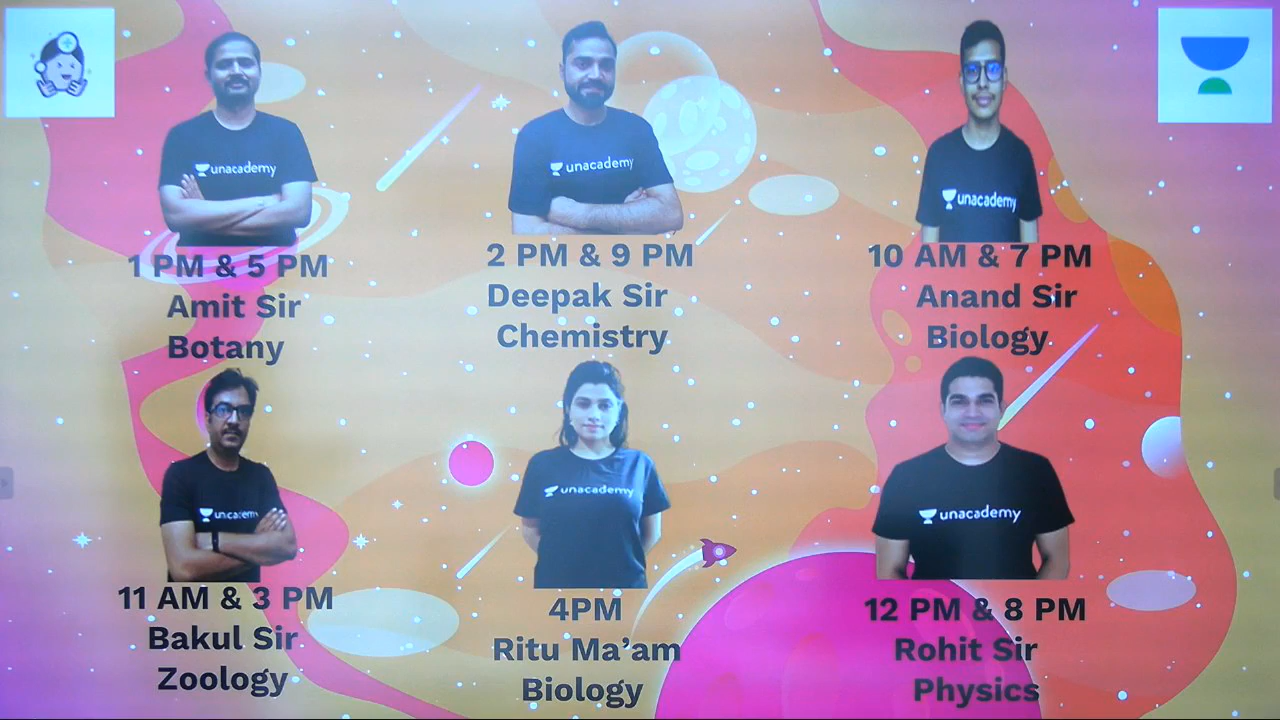 unacademy
unacademy
unacademy
1 PM & 5 PM
Amit Sir
Botany
2 PM & 9 PM
Deepak Sir
Chemistry
10 AM & 7 PM
Anand Sir
Biology
unacademy
unacademy
unacademy
11 AM & 3 PM
Bakul Sir
Zoology
4PM
Ritu Ma’am
Biology
12 PM & 8 PM
Rohit Sir
Physics